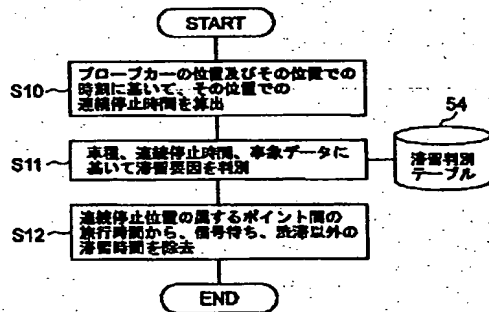 START
S10
プローブカーの位置及びその位置での
時刻に基いて、その位置での
連続停止時間を算出
54
S11
車種、連続停止時間、事象データに
基いて滞留要因を判別
滞留判別
テーブル
S12
連続停止位置の属するポイント間の
旅行時間から、信号待ち、渋滞以外の
滞留時間を除去
END